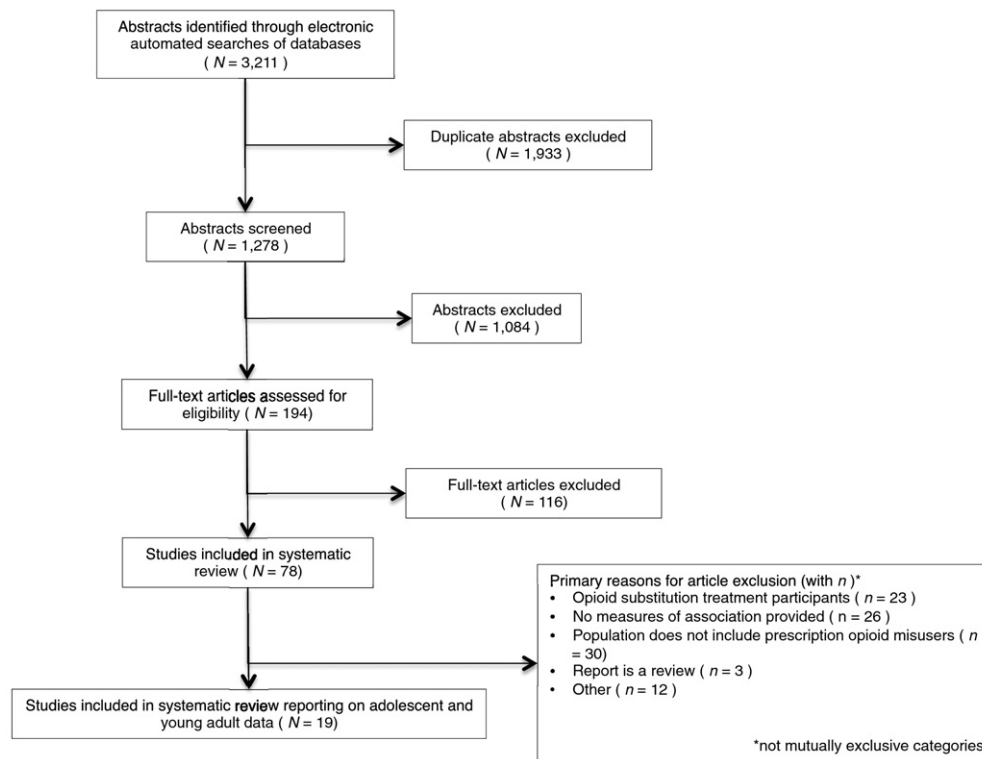 Abstracts identified through electronic
automated searches of databases
( N = 3,211 )
Duplicate abstracts excluded
( N = 1,933 )
Abstracts screened
( N = 1,278 )
Abstracts excluded
( N = 1,084 )
Full-text articles assessed for
eligibility ( N = 194)
Full-text articles excluded
( N = 116)
Studies included in systematic
review ( N = 78)
Primary reasons for article exclusion (with n )*
• Opioid substitution treatment participants ( n = 23 )
• No measures of association provided ( n = 26 )
• Population does not include prescription opioid misusers ( n
= 30)
• Report is a review ( n = 3 )
• Other ( n = 12 )
*not mutually exclusive categories
Studies included in systematic review reporting on adolescent and
young adult data ( N = 19)